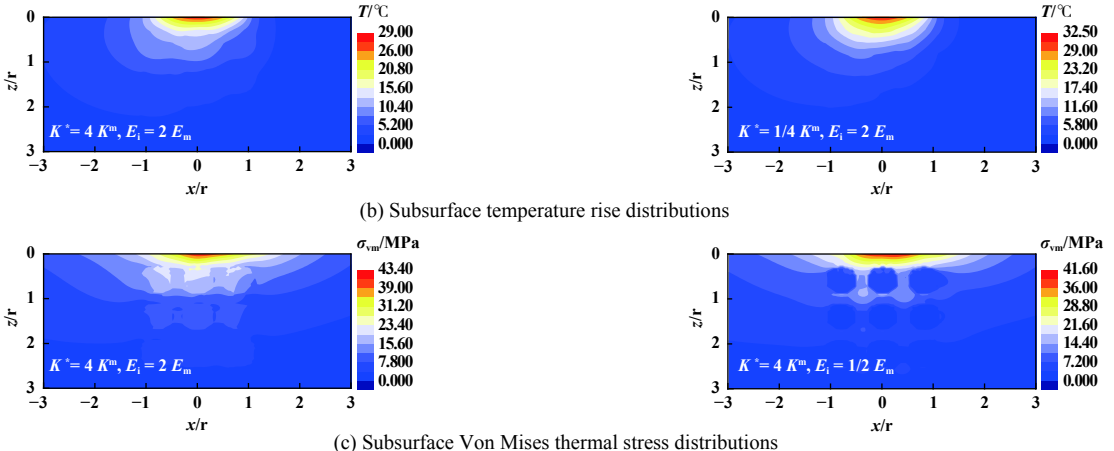 T/℃
29.00
26.00
20.80
15.60
10.40
5.200
0.000
0
1
2
3
z/r
K* = 4 Kᵐ, Eᵢ = 2 Eₘ
−3 −2 −1 0 1 2 3
x/r
T/℃
32.50
29.00
23.20
17.40
11.60
5.800
0.000
0
1
2
3
z/r
K* = 1/4 Kᵐ, Eᵢ = 2 Eₘ
−3 −2 −1 0 1 2 3
x/r
(b) Subsurface temperature rise distributions
σvm/MPa
43.40
39.00
31.20
23.40
15.60
7.800
0.000
0
1
2
3
z/r
K* = 4 Kᵐ, Eᵢ = 2 Eₘ
−3 −2 −1 0 1 2 3
x/r
σvm/MPa
41.60
36.00
28.80
21.60
14.40
7.200
0.000
0
1
2
3
z/r
K* = 4 Kᵐ, Eᵢ = 1/2 Eₘ
−3 −2 −1 0 1 2 3
x/r
(c) Subsurface Von Mises thermal stress distributions